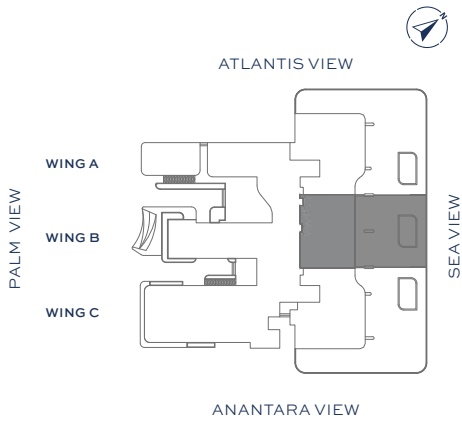 N
ATLANTIS VIEW
WING A
PALM VIEW
WING B
SEA VIEW
WING C
ANANTARA VIEW